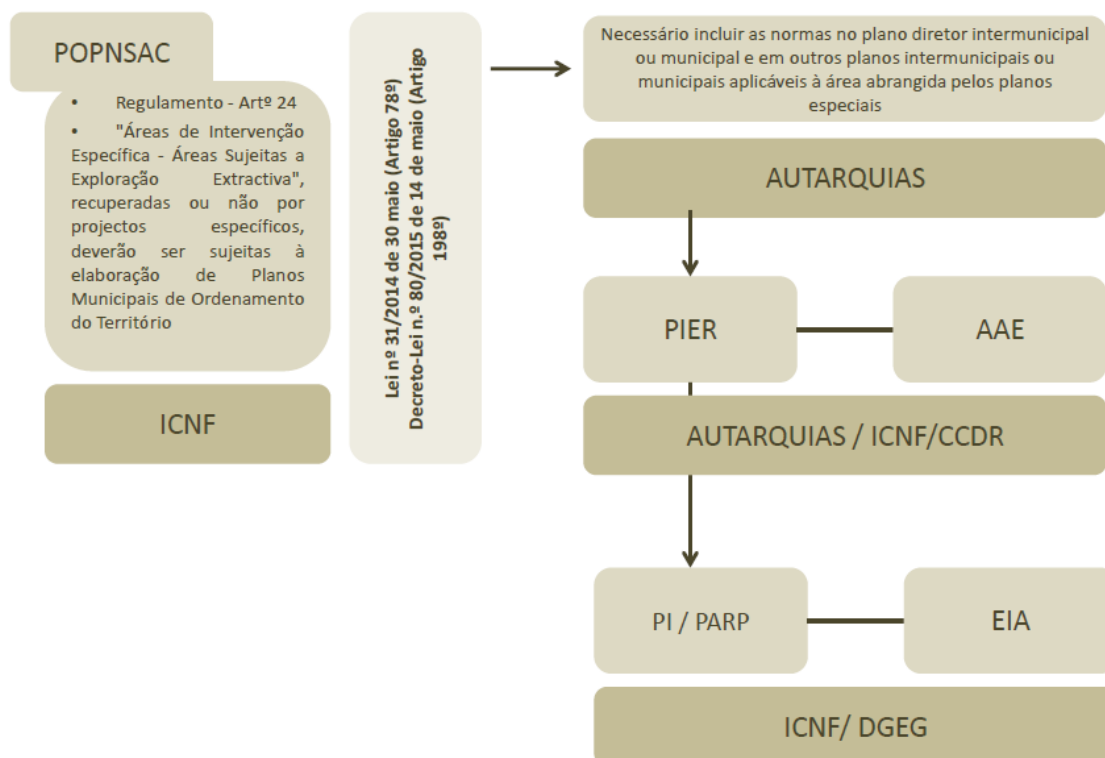 POPNSAC
• Regulamento - Artº 24
• "Áreas de Intervenção
Específica - Áreas Sujeitas a
Exploração Extractiva",
recuperadas ou não por
projectos específicos,
deverão ser sujeitas à
elaboração de Planos
Municipais de Ordenamento
do Território
ICNF
Lei nº 31/2014 de 30 maio (Artigo 78º)
Decreto-Lei n.º 80/2015 de 14 de maio (Artigo
198º)
Necessário incluir as normas no plano diretor intermunicipal
ou municipal e em outros planos intermunicipais ou
municipais aplicáveis à área abrangida pelos planos
especiais
AUTARQUIAS
PIER
AAE
AUTARQUIAS / ICNF/CCDR
PI / PARP
EIA
ICNF/ DGEG